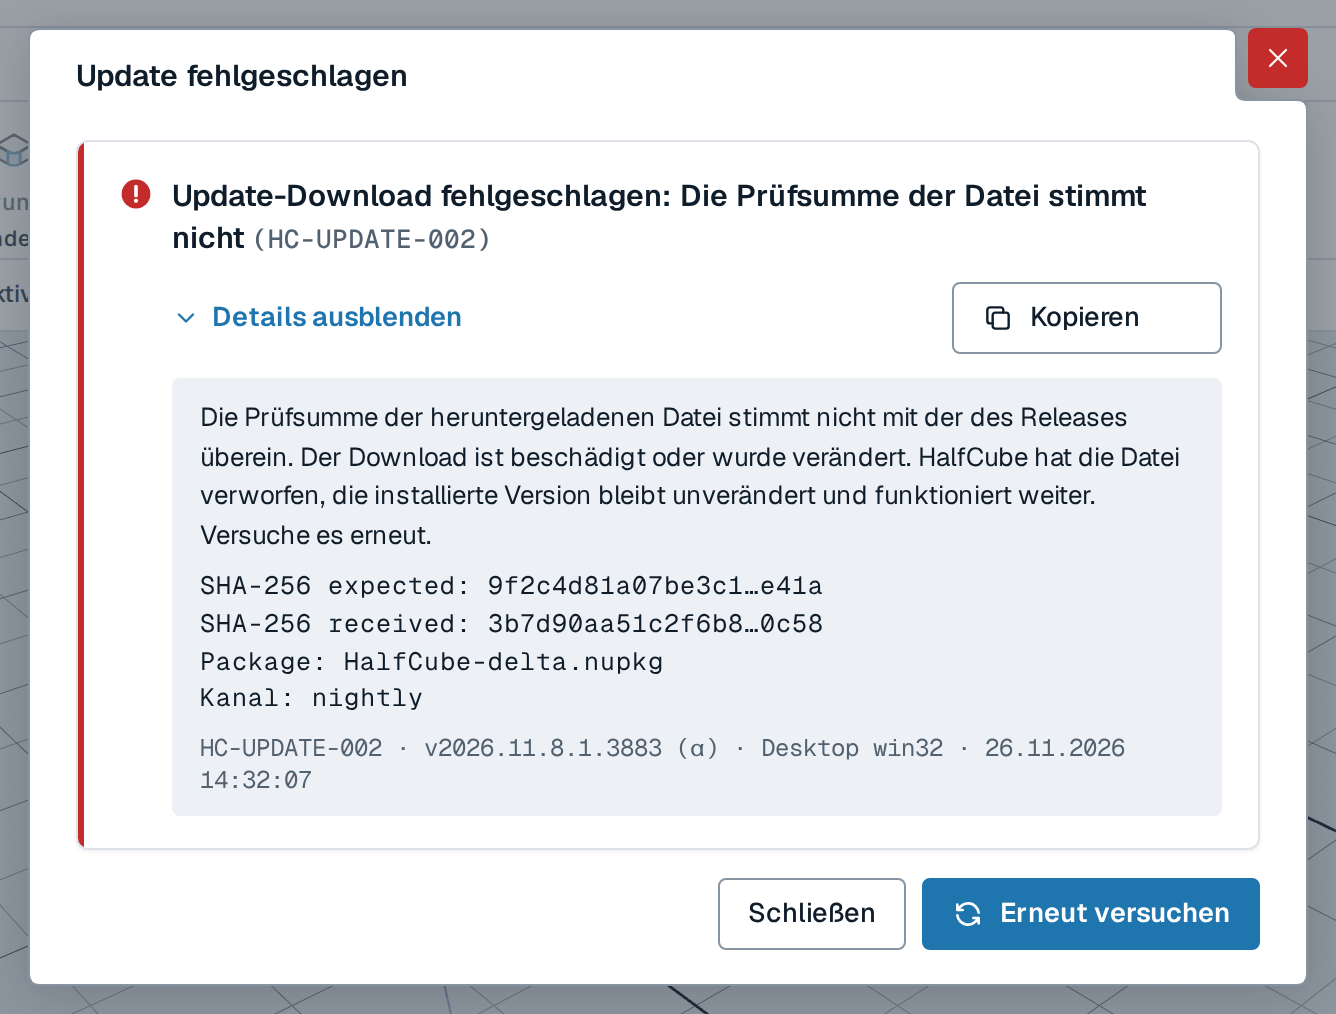 Update fehlgeschlagen
Update-Download fehlgeschlagen: Die Prüfsumme der Datei stimmt
nicht (HC-UPDATE-002)
Details ausblenden
Kopieren
Die Prüfsumme der heruntergeladenen Datei stimmt nicht mit der des Releases
überein. Der Download ist beschädigt oder wurde verändert. HalfCube hat die Datei
verworfen, die installierte Version bleibt unverändert und funktioniert weiter.
Versuche es erneut.
SHA-256 expected: 9f2c4d81a07be3c1…e41a
SHA-256 received: 3b7d90aa51c2f6b8…0c58
Package: HalfCube-delta.nupkg
Kanal: nightly
HC-UPDATE-002 · v2026.11.8.1.3883 (α) · Desktop win32 · 26.11.2026
14:32:07
Schließen
Erneut versuchen